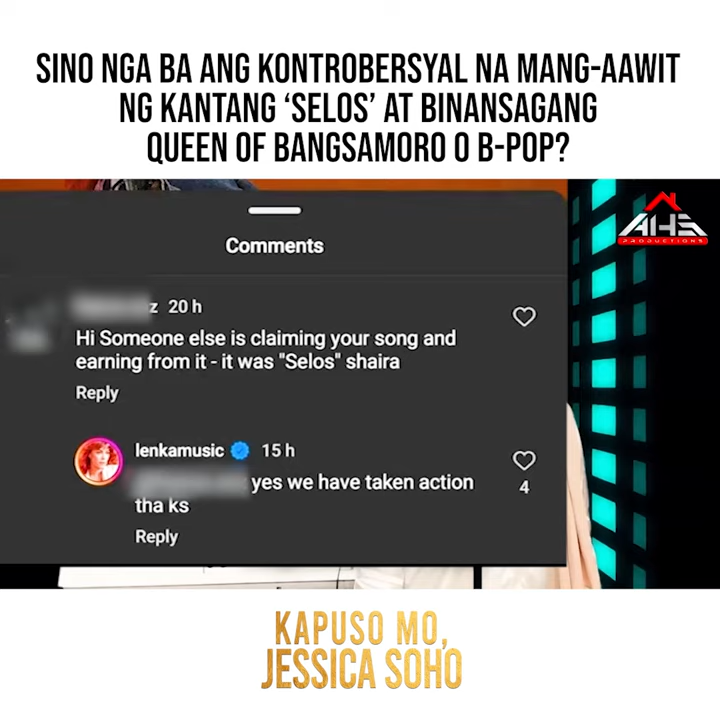 SINO NGA BA ANG KONTROBERSYAL NA MANG-AAWIT
NG KANTANG ‘SELOS’ AT BINANSAGANG
QUEEN OF BANGSAMORO O B-POP?
AHS
PRODUCTIONS
Comments
z 20 h
Hi Someone else is claiming your song and
earning from it - it was "Selos" shaira
Reply
lenkamusic 15 h
yes we have taken action
4
tha ks
Reply
KAPUSO MO,
JESSICA SOHO